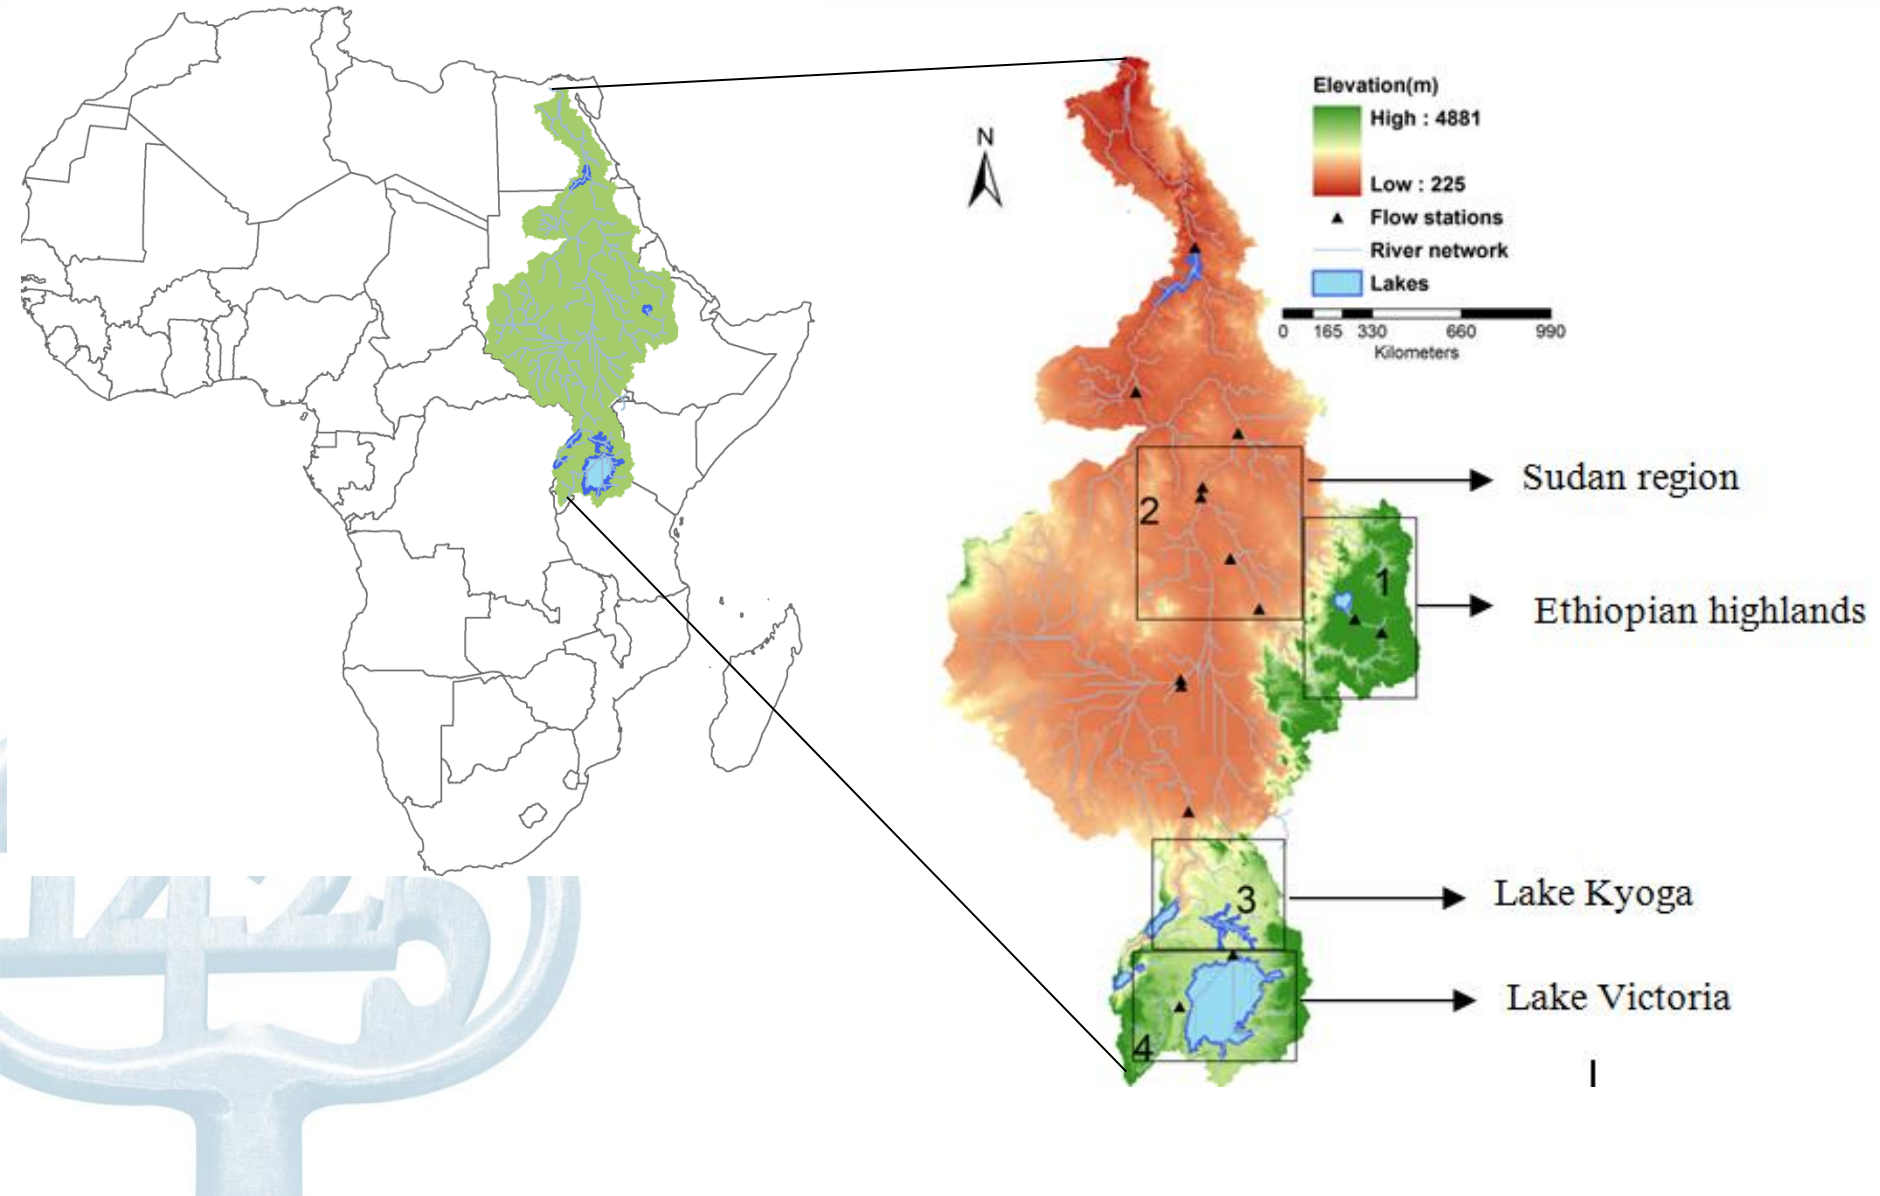 N
Elevation(m)
High : 4881
Low : 225
Flow stations
River network
Lakes
0 165 330 660 990
Kilometers
2
Sudan region
1
Ethiopian highlands
3
Lake Kyoga
Lake Victoria
4
1425